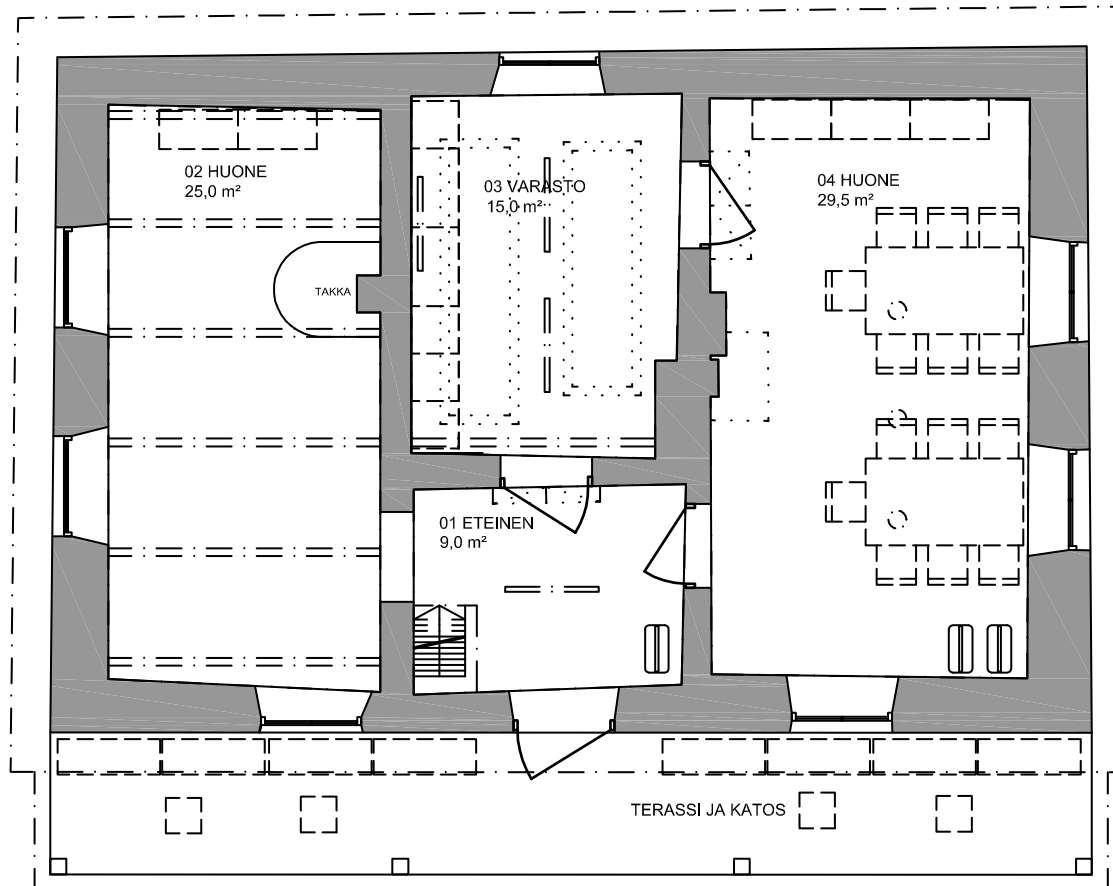 02 HUONE
25,0 m²
03 VARASTO
15,0 m²
04 HUONE
29,5 m²
TAKKA
01 ETEINEN
9,0 m²
TERASSI JA KATOS